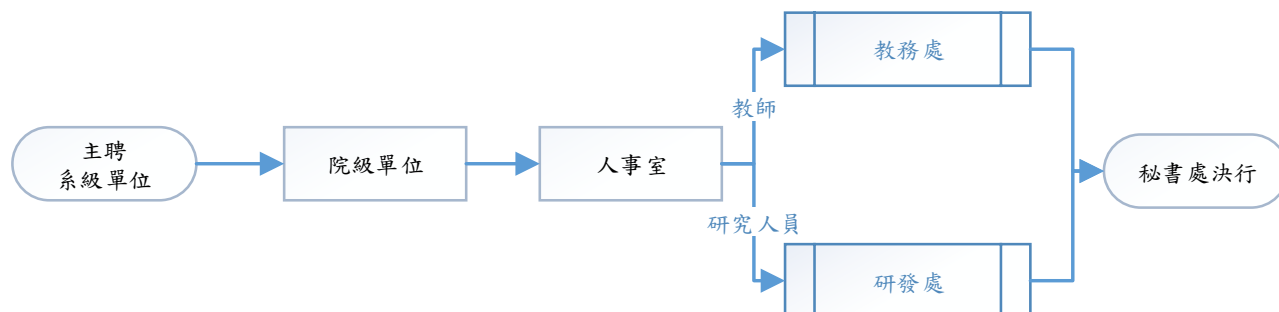 教務處
教師
主聘
系級單位
院級單位
人事室
秘書處決行
研究人員
研發處